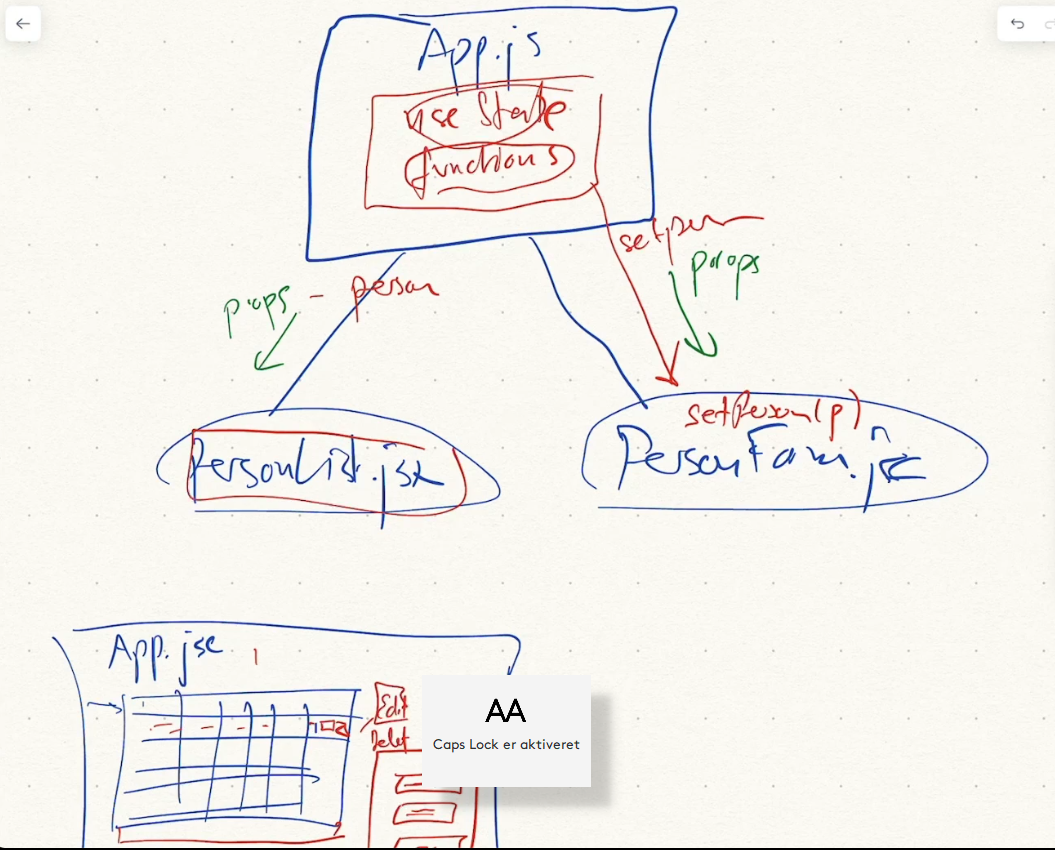 App.js
use State
functions
setper
props
props - person
setPerson(p)
PersonList.jsx
PersonForm.jsx
App.jsx
Edit
Delet
AA
Caps Lock er aktiveret